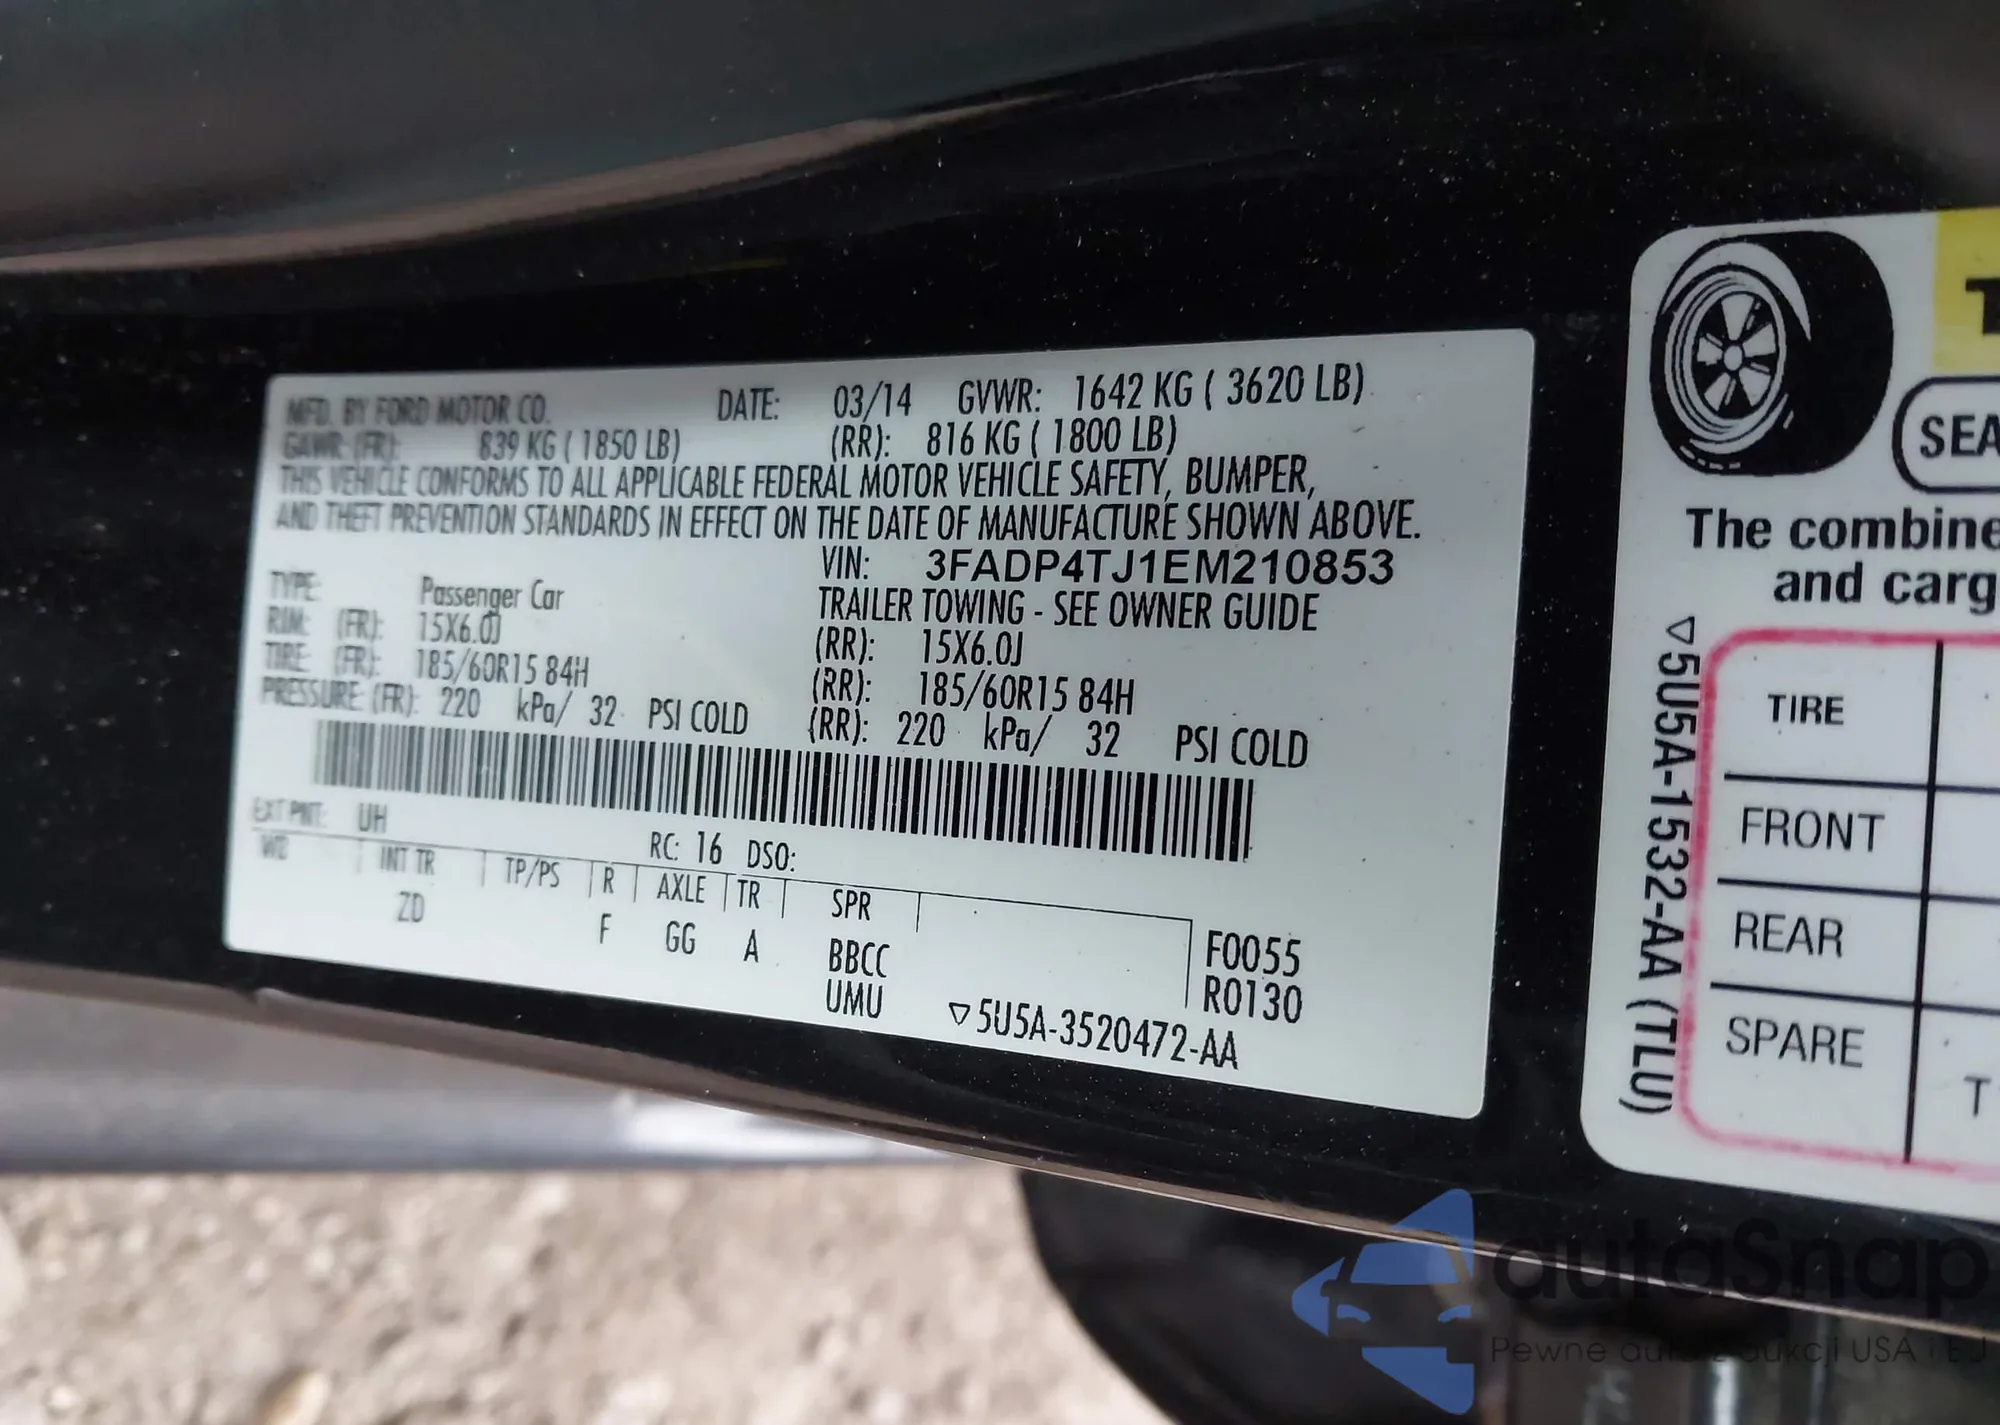 MFD. BY FORD MOTOR CO. DATE: 03/14 GVWR: 1642 KG ( 3620 LB)
GAWR: (FR): 839 KG ( 1850 LB) (RR): 816 KG ( 1800 LB)
THIS VEHICLE CONFORMS TO ALL APPLICABLE FEDERAL MOTOR VEHICLE SAFETY, BUMPER,
AND THEFT PREVENTION STANDARDS IN EFFECT ON THE DATE OF MANUFACTURE SHOWN ABOVE.
VIN: 3FADP4TJ1EM210853
TYPE: Passenger Car TRAILER TOWING - SEE OWNER GUIDE
RIM: (FR): 15X6.0J (RR): 15X6.0J
TIRE (FR): 185/60R15 84H (RR): 185/60R15 84H
PRESSURE: (FR): 220 kPa/ 32 PSI COLD (RR): 220 kPa/ 32 PSI COLD
EXT PNT: UH RC: 16 DSO:
WB INT TR TP/PS R AXLE TR SPR
ZD F GG A BBCC F0055
UMU R0130
▽5U5A-3520472-AA
SEA
The combine
and carg
▽5U5A-1532-AA (TLU)
TIRE
FRONT
REAR
SPARE
T
autaSnap
Pewne aut USA